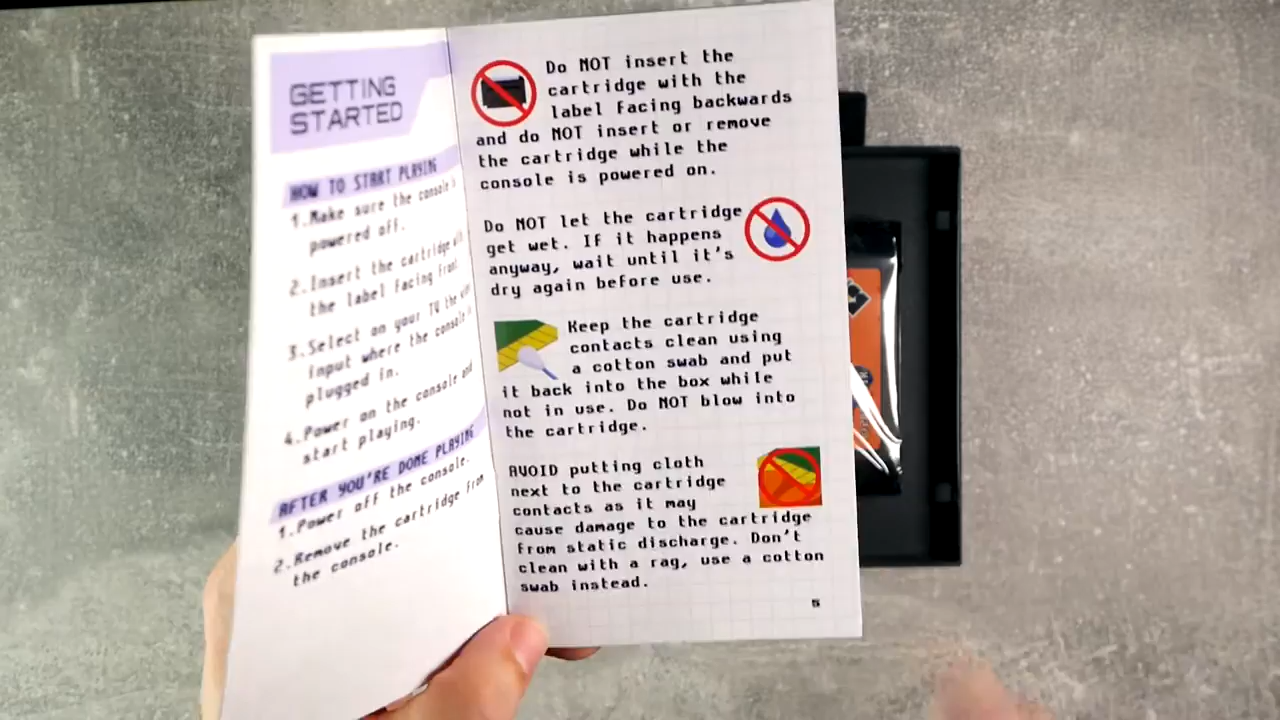 GETTING
STARTED
HOW TO START PLAYING
1.Make sure the console's
powered off.
2.Insert the cartridge with
the label facing front.
3.Select on your TV the
input where the console's
plugged in.
4.Power on the console and
start playing.
AFTER YOU'RE DONE PLAYING
1.Power off the console.
2.Remove the cartridge from
the console.
Do NOT insert the
cartridge with the
label facing backwards
and do NOT insert or remove
the cartridge while the
console is powered on.
Do NOT let the cartridge
get wet. If it happens
anyway, wait until it's
dry again before use.
Keep the cartridge
contacts clean using
a cotton swab and put
it back into the box while
not in use. Do NOT blow into
the cartridge.
AVOID putting cloth
next to the cartridge
contacts as it may
cause damage to the cartridge
from static discharge. Don't
clean with a rag, use a cotton
swab instead.
5